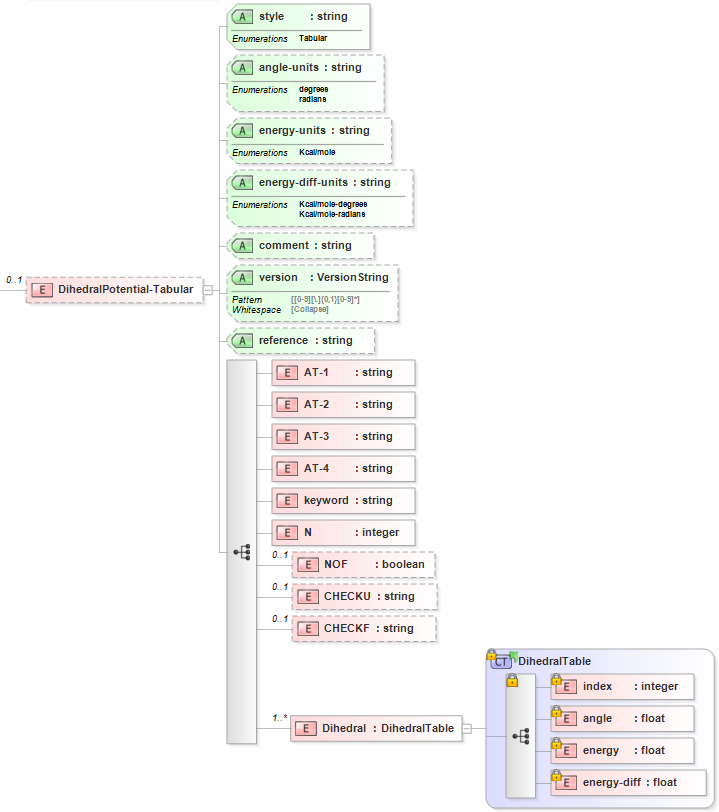 A style : string
Enumerations Tabular
A angle-units : string
Enumerations degrees
radians
A energy-units : string
Enumerations Kcal/mole
A energy-diff-units : string
Enumerations Kcal/mole-degrees
Kcal/mole-radians
A comment : string
0..1 E DihedralPotential-Tabular
A version : VersionString
Pattern [[0-9][\.]{0,1}[0-9]*]
Whitespace [Collapse]
A reference : string
E AT-1 : string
E AT-2 : string
E AT-3 : string
E AT-4 : string
E keyword : string
E N : integer
0..1 E NOF : boolean
0..1 E CHECKU : string
0..1 E CHECKF : string
CT DihedralTable
E index : integer
E angle : float
1..* E Dihedral : DihedralTable
E energy : float
E energy-diff : float